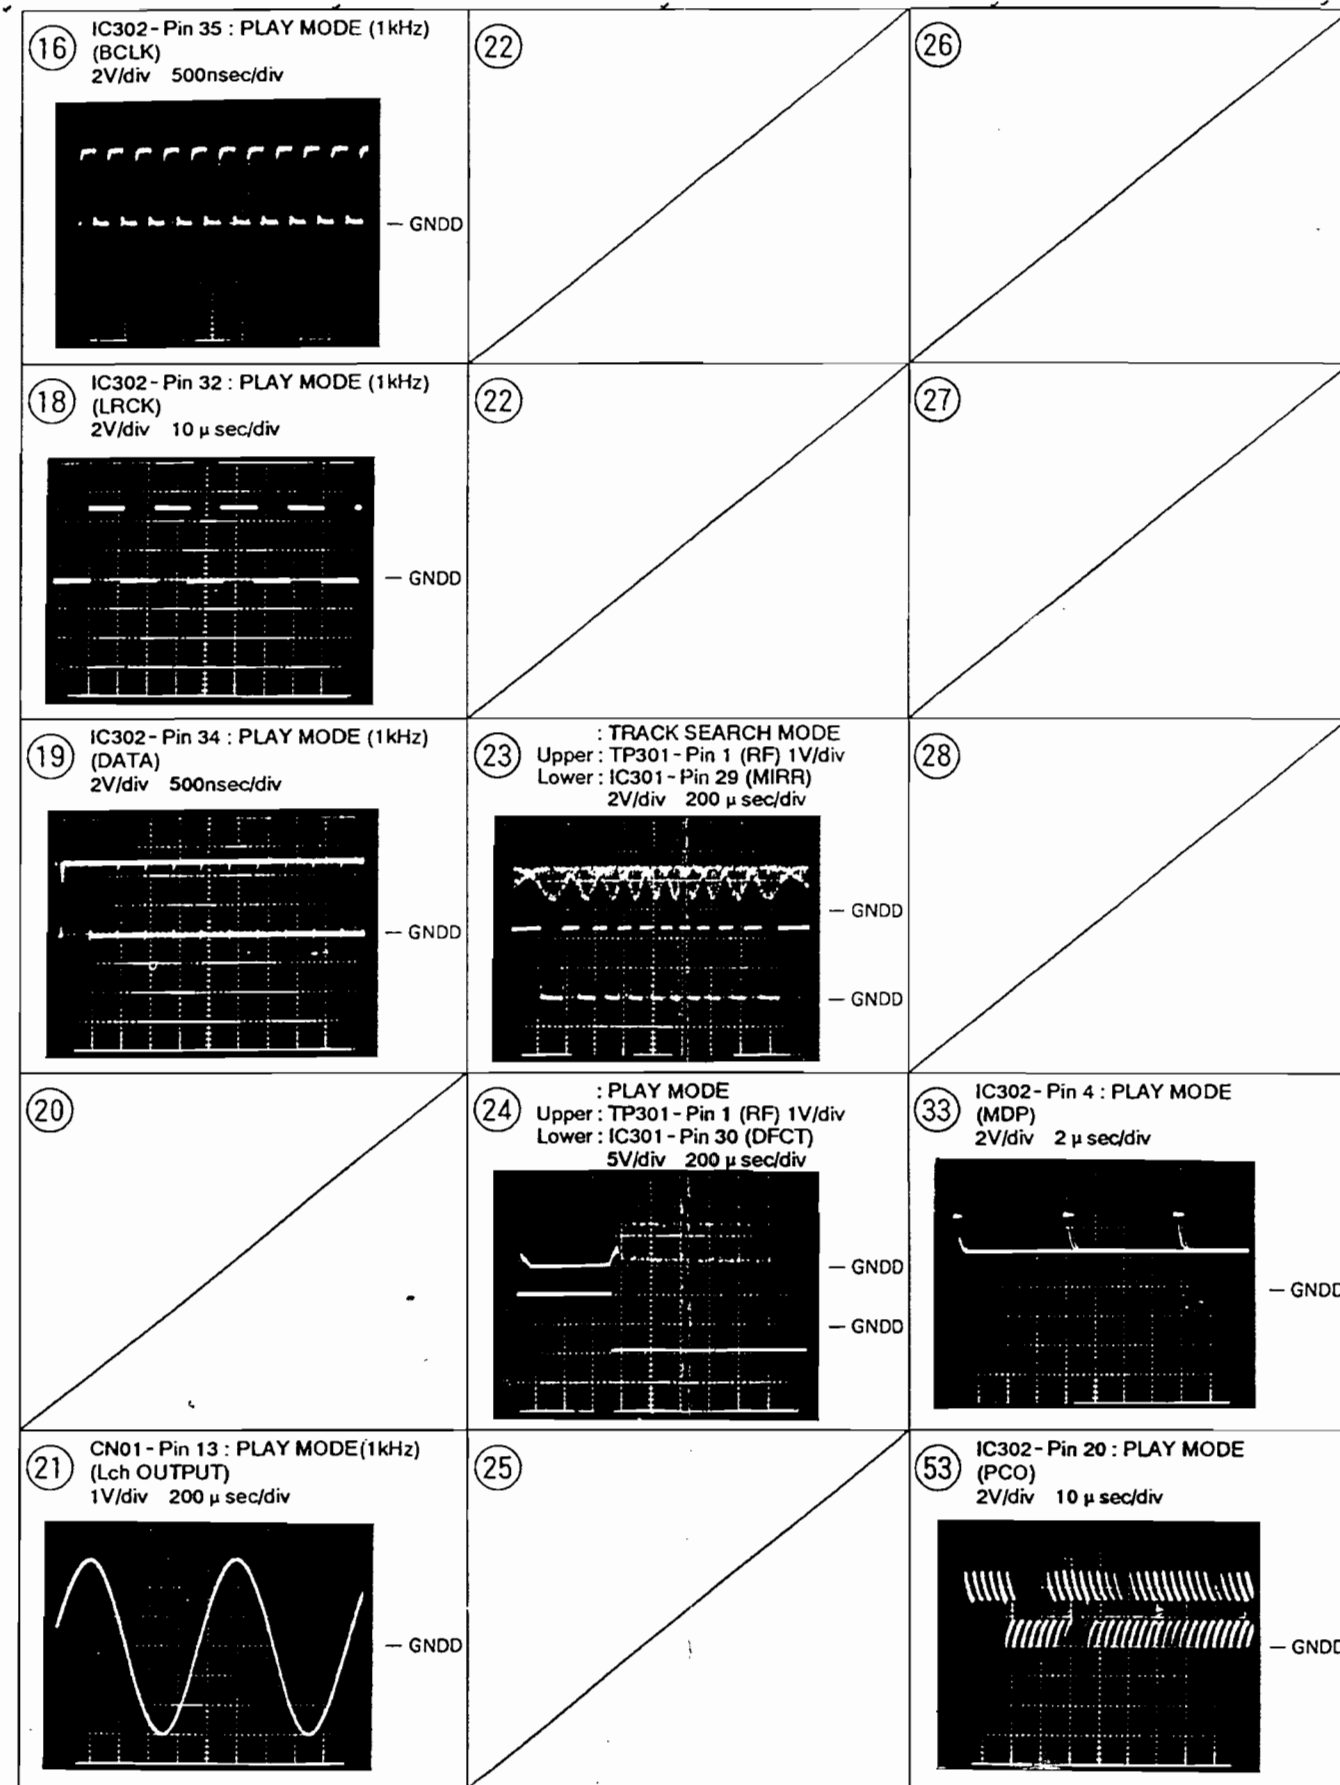 16 IC302-Pin 35 : PLAY MODE (1kHz)
(BCLK)
2V/div 500nsec/div
— GNDD
22
26
18 IC302-Pin 32 : PLAY MODE (1kHz)
(LRCK)
2V/div 10 μ sec/div
— GNDD
22
27
19 IC302-Pin 34 : PLAY MODE (1kHz)
(DATA)
2V/div 500nsec/div
— GNDD
23 : TRACK SEARCH MODE
Upper : TP301-Pin 1 (RF) 1V/div
Lower : IC301-Pin 29 (MIRR)
2V/div 200 μ sec/div
— GNDD
— GNDD
28
20
24 : PLAY MODE
Upper : TP301-Pin 1 (RF) 1V/div
Lower : IC301-Pin 30 (DFCT)
5V/div 200 μ sec/div
— GNDD
— GNDD
33 IC302-Pin 4 : PLAY MODE
(MDP)
2V/div 2 μ sec/div
— GNDD
21 CN01-Pin 13 : PLAY MODE(1kHz)
(Lch OUTPUT)
1V/div 200 μ sec/div
— GNDD
25
53 IC302-Pin 20 : PLAY MODE
(PCO)
2V/div 10 μ sec/div
— GNDD